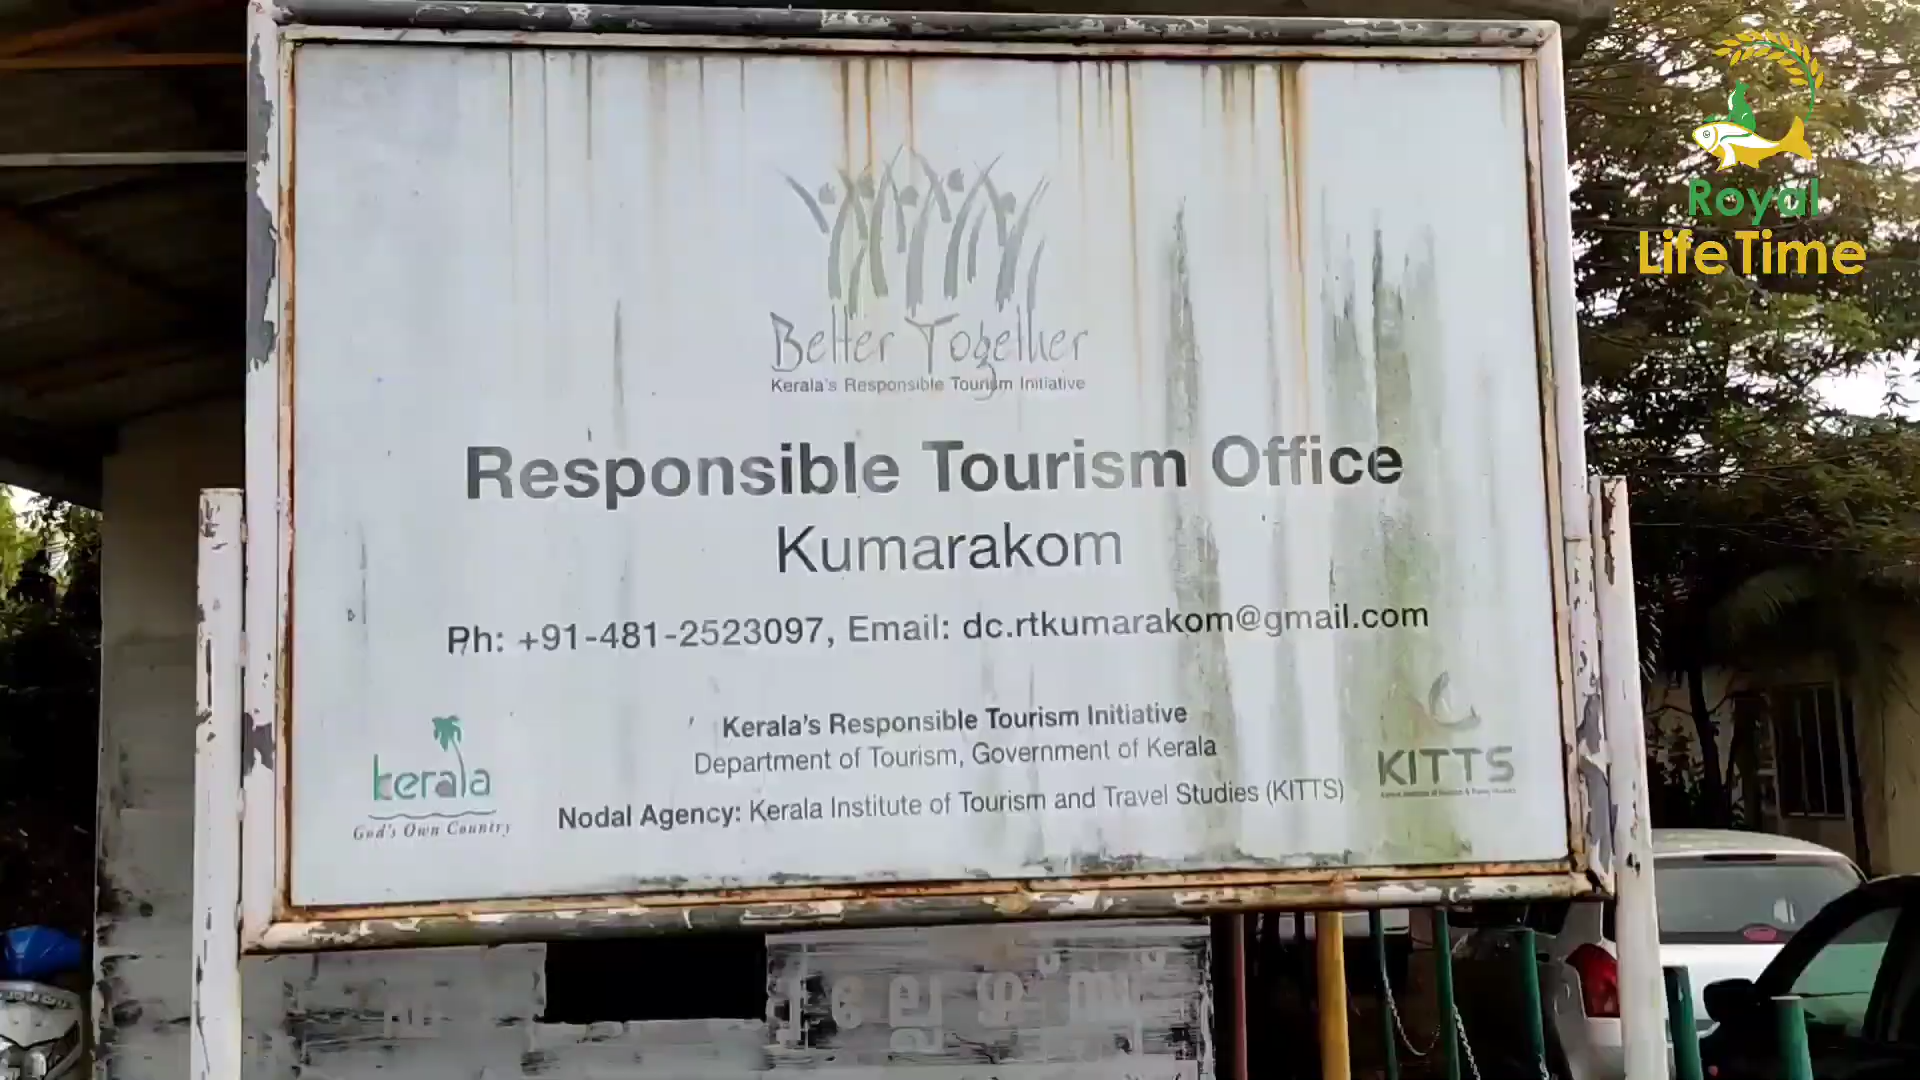 Royal
LifeTime
Better Together
Kerala's Responsible Tourism Initiative
Responsible Tourism Office
Kumarakom
Ph: +91-481-2523097, Email: dc.rtkumarakom@gmail.com
Kerala's Responsible Tourism Initiative
Department of Tourism, Government of Kerala
Nodal Agency: Kerala Institute of Tourism and Travel Studies (KITTS)
kerala
God's Own Country
KITTS